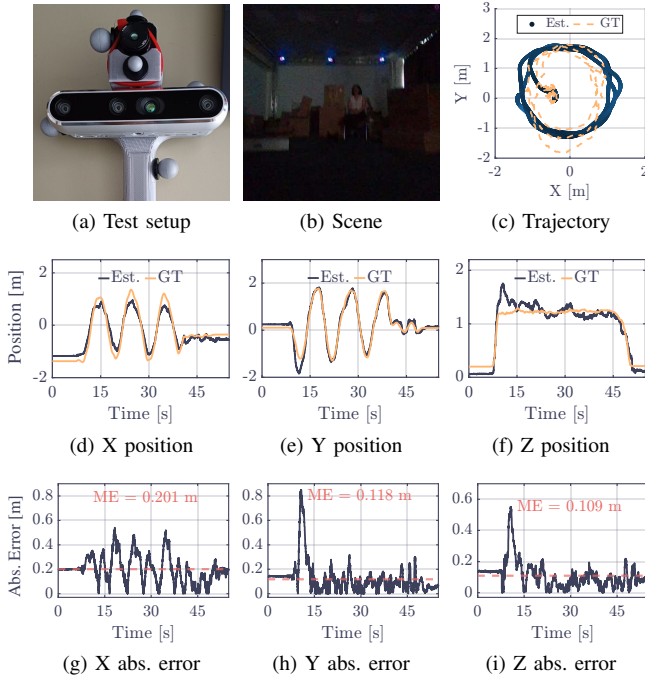 Est. GT
3
2
1
0
-1
-2
Y [m]
-2 0 2
X [m]
(a) Test setup (b) Scene (c) Trajectory
Position [m]
2
0
-2
Est. GT
0 15 30 45
Time [s]
2
0
-2
Est. GT
0 15 30 45
Time [s]
2
1
0
Est. GT
0 15 30 45
Time [s]
(d) X position (e) Y position (f) Z position
Abs. Error [m]
0.8
0.6
0.4
0.2
0
ME = 0.201 m
0 15 30 45
Time [s]
0.8
0.6
0.4
0.2
0
ME = 0.118 m
0 15 30 45
Time [s]
0.6
0.4
0.2
0
ME = 0.109 m
0 15 30 45
Time [s]
(g) X abs. error (h) Y abs. error (i) Z abs. error